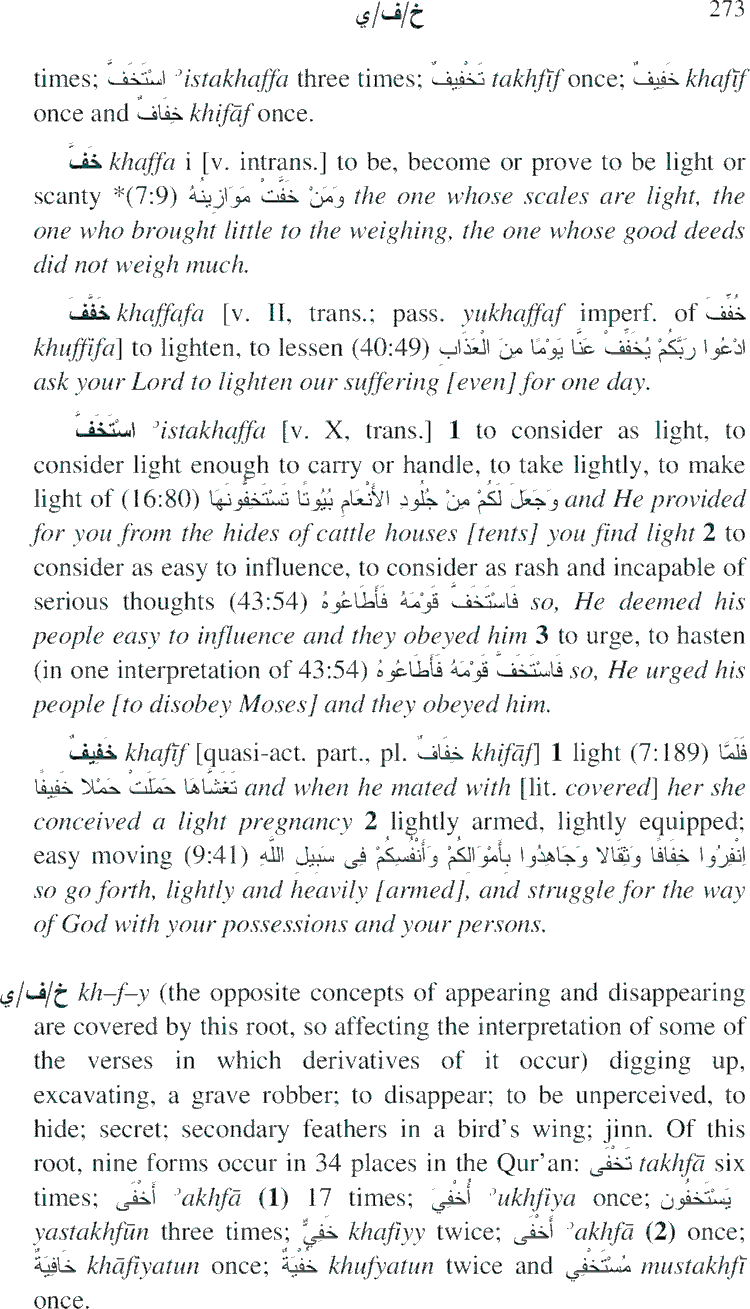 خ/ف/ي 273
times; اسْتَخَفَّ ʾistakhaffa three times; تَخْفِيفٌ takhfīf once; خَفِيفٌ khafīf
once and خِفَافٌ khifāf once.
خَفَّ khaffa i [v. intrans.] to be, become or prove to be light or
scanty *(7:9) وَمَنْ خَفَّتْ مَوَازِينُهُ the one whose scales are light, the
one who brought little to the weighing, the one whose good deeds
did not weigh much.
خَفَّفَ khaffafa [v. II, trans.; pass. yukhaffaf imperf. of خُفِّفَ
khuffifa] to lighten, to lessen (40:49) ادْعُوا رَبَّكُمْ يُخَفِّفْ عَنَّا يَوْمًا مِنَ الْعَذَابِ
ask your Lord to lighten our suffering [even] for one day.
اسْتَخَفَّ ʾistakhaffa [v. X, trans.] 1 to consider as light, to
consider light enough to carry or handle, to take lightly, to make
light of (16:80) وَجَعَلَ لَكُمْ مِنْ جُلُودِ الأَنْعَامِ بُيُوتًا تَسْتَخِفُّونَهَا and He provided
for you from the hides of cattle houses [tents] you find light 2 to
consider as easy to influence, to consider as rash and incapable of
serious thoughts (43:54) فَاسْتَخَفَّ قَوْمَهُ فَأَطَاعُوهُ so, He deemed his
people easy to influence and they obeyed him 3 to urge, to hasten
(in one interpretation of 43:54) فَاسْتَخَفَّ قَوْمَهُ فَأَطَاعُوهُ so, He urged his
people [to disobey Moses] and they obeyed him.
خَفِيفٌ khafīf [quasi-act. part., pl. خِفَافٌ khifāf] 1 light (7:189) فَلَمَّا
تَغَشَّاهَا حَمَلَتْ حَمْلا خَفِيفًا and when he mated with [lit. covered] her she
conceived a light pregnancy 2 lightly armed, lightly equipped;
easy moving (9:41) اِنْفِرُوا خِفَافًا وَثِقَالا وَجَاهِدُوا بِأَمْوَالِكُمْ وَأَنْفُسِكُمْ فِى سَبِيلِ اللَّهِ
so go forth, lightly and heavily [armed], and struggle for the way
of God with your possessions and your persons.
خ/ف/ي kh–f–y (the opposite concepts of appearing and disappearing
are covered by this root, so affecting the interpretation of some of
the verses in which derivatives of it occur) digging up,
excavating, a grave robber; to disappear; to be unperceived, to
hide; secret; secondary feathers in a bird's wing; jinn. Of this
root, nine forms occur in 34 places in the Qur'an: تَخْفَى takhfā six
times; أَخْفَى ʾakhfā (1) 17 times; أُخْفِيَ ʾukhfiya once; يَسْتَخْفُون
yastakhfūn three times; خَفِيٌّ khafiyy twice; أَخْفَى ʾakhfā (2) once;
خَافِيَةٌ khāfiyatun once; خُفْيَةٌ khufyatun twice and مُسْتَخْفِي mustakhfī
once.